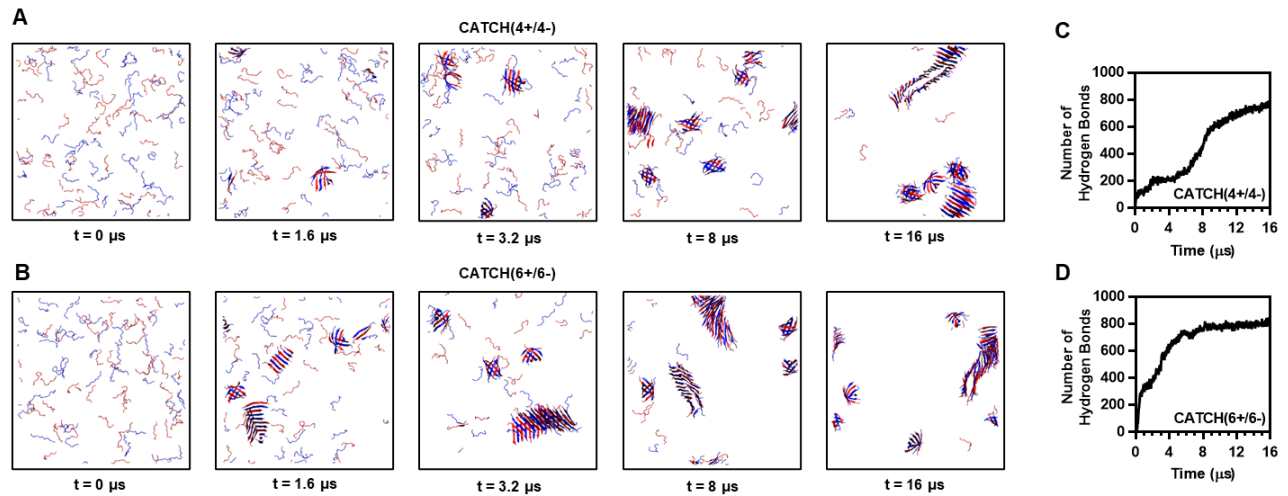 A
CATCH(4+/4-)
t = 0 µs
t = 1.6 µs
t = 3.2 µs
t = 8 µs
t = 16 µs
B
CATCH(6+/6-)
t = 0 µs
t = 1.6 µs
t = 3.2 µs
t = 8 µs
t = 16 µs
C
Number of
Hydrogen Bonds
1000
800
600
400
200
0
CATCH(4+/4-)
0 4 8 12 16
Time (µs)
D
Number of
Hydrogen Bonds
1000
800
600
400
200
0
CATCH(6+/6-)
0 4 8 12 16
Time (µs)